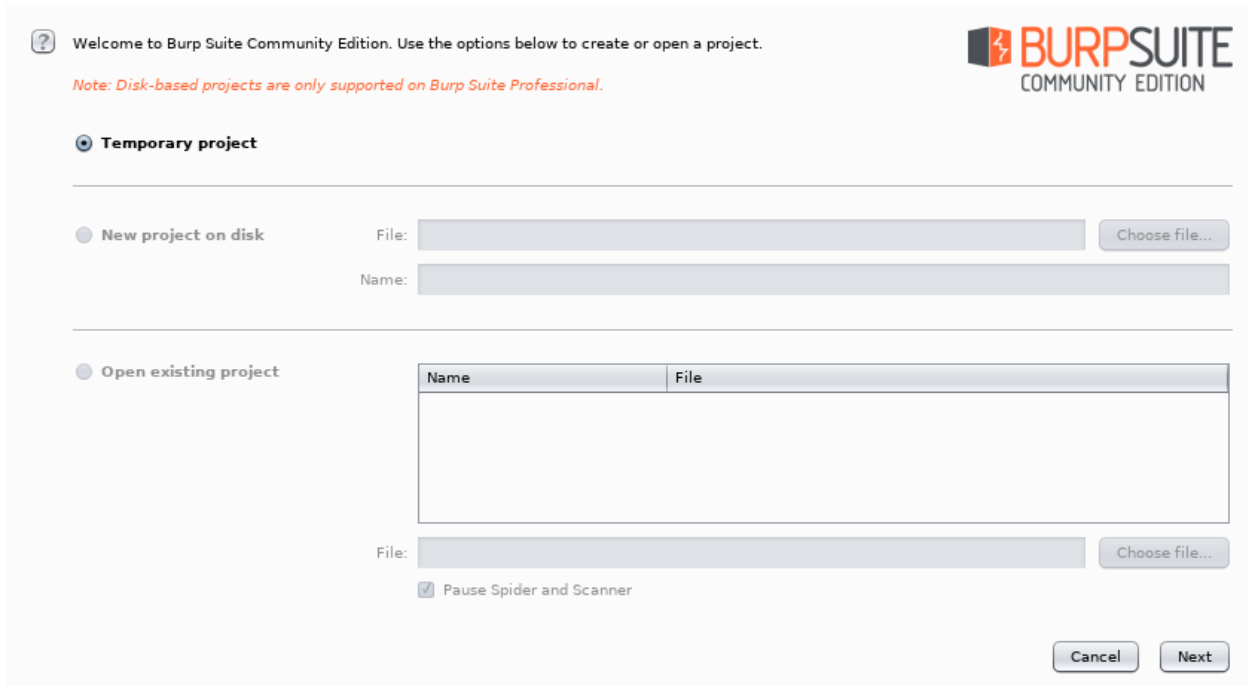 ?
Welcome to Burp Suite Community Edition. Use the options below to create or open a project.
BURPSUITE
COMMUNITY EDITION
Note: Disk-based projects are only supported on Burp Suite Professional.
Temporary project
New project on disk
File:
Choose file...
Name:
Open existing project
Name
File
File:
Choose file...
Pause Spider and Scanner
Cancel
Next